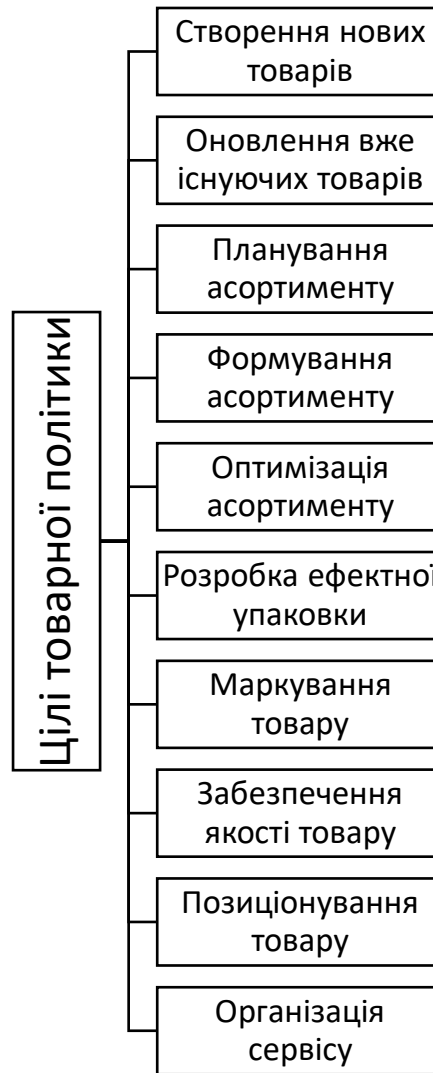 Цілі товарної політики
Створення нових
товарів
Оновлення вже
існуючих товарів
Планування
асортименту
Формування
асортименту
Оптимізація
асортименту
Розробка ефектної
упаковки
Маркування
товару
Забезпечення
якості товару
Позиціонування
товару
Організація
сервісу